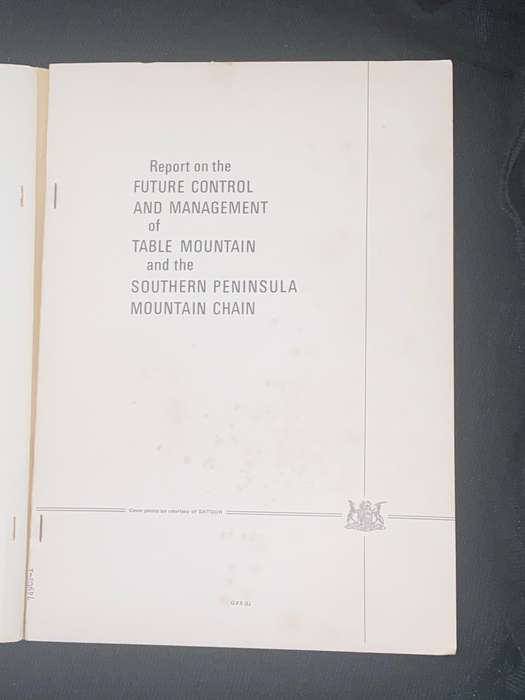 Report on the
FUTURE CONTROL
AND MANAGEMENT
of
TABLE MOUNTAIN
and the
SOUTHERN PENINSULA
MOUNTAIN CHAIN
Cover photo by courtesy of SATOUR